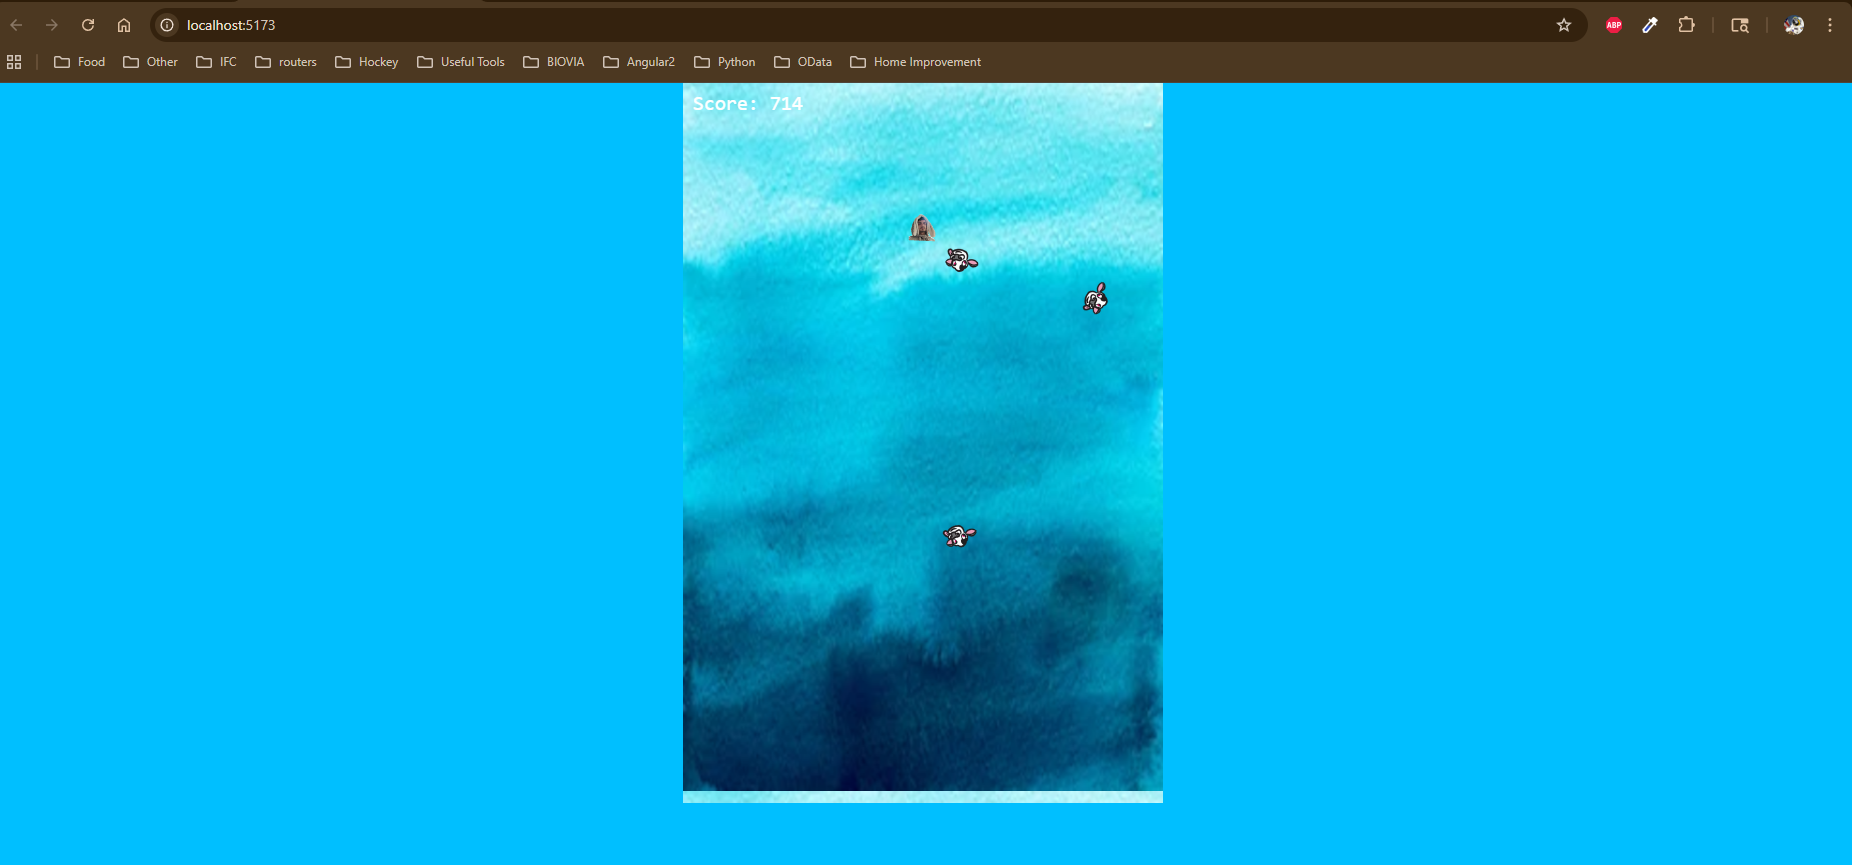 localhost:5173
ABP
Food Other IFC routers Hockey Useful Tools BIOVIA Angular2 Python OData Home Improvement
Score: 714